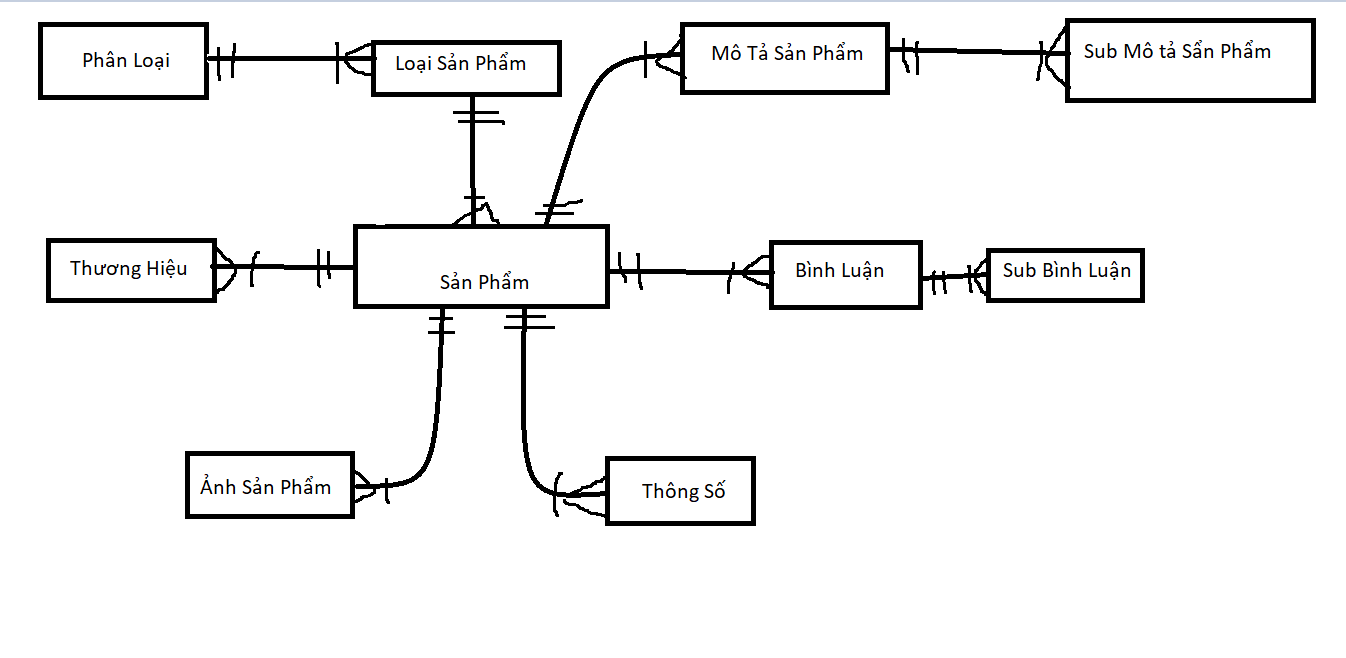 Phân Loại
Loại Sản Phẩm
Mô Tả Sản Phẩm
Sub Mô tả Sẩn Phẩm
Thương Hiệu
Sản Phẩm
Bình Luận
Sub Bình Luận
Ảnh Sản Phẩm
Thông Số